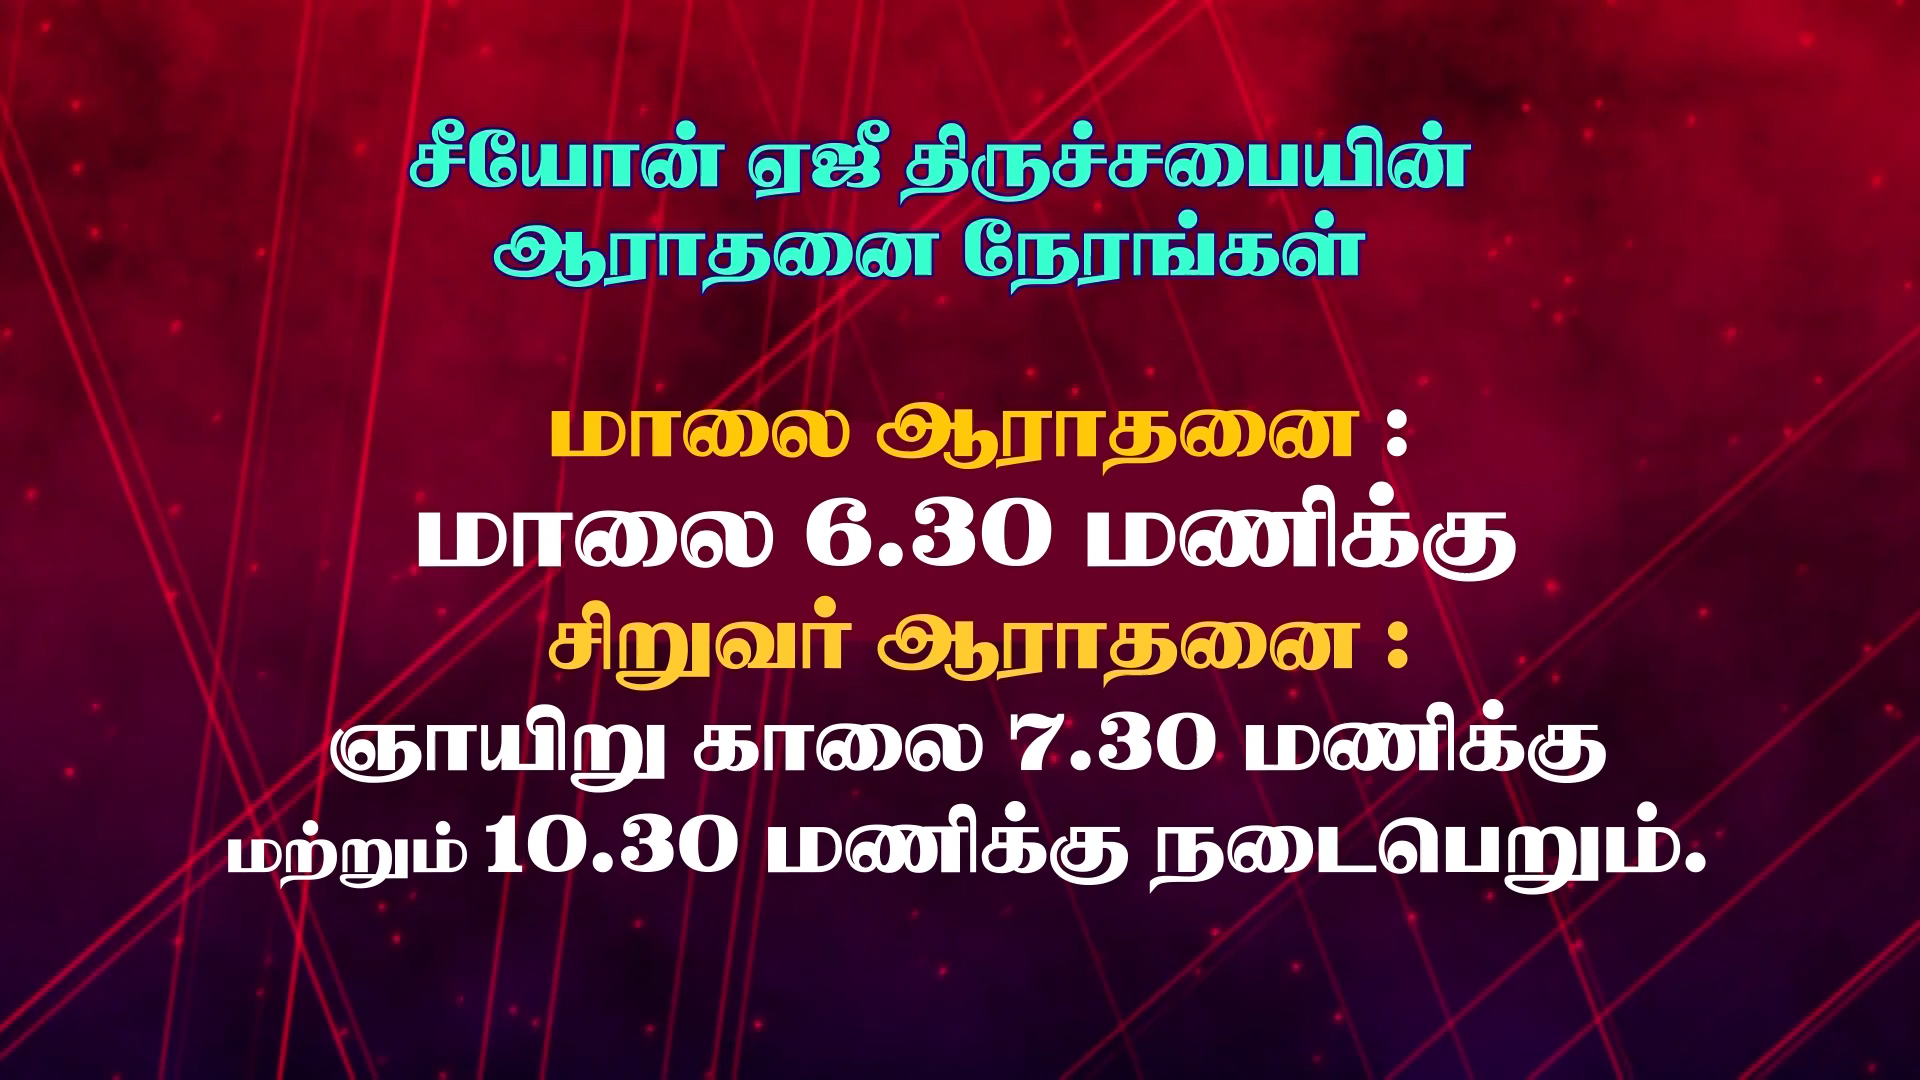 சீயோன் ஏஜீ திருச்சபையின்
ஆராதனை நேரங்கள்
மாலை ஆராதனை :
மாலை 6.30 மணிக்கு
சிறுவர் ஆராதனை :
ஞாயிறு காலை 7.30 மணிக்கு
மற்றும் 10.30 மணிக்கு நடைபெறும்.